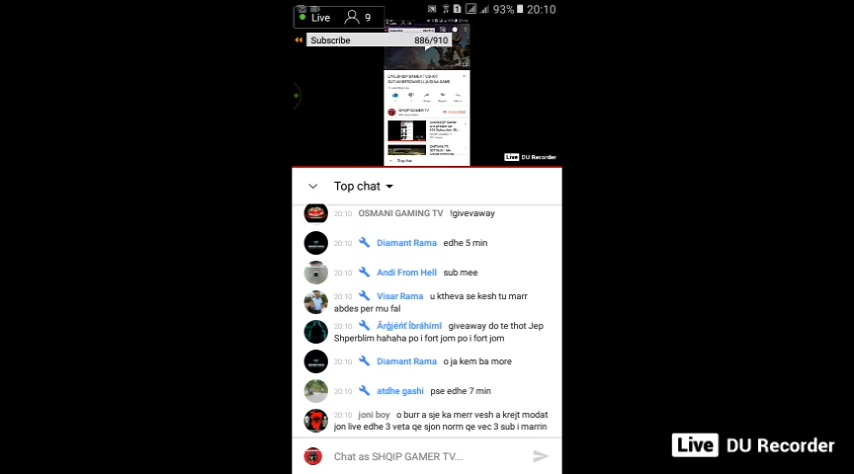 93% 20:10
Live 9
Subscribe 886/910
SHQIP GAMER TV
Top chat
Live DU Recorder
Top chat
20:10 OSMANI GAMING TV !givevaway
20:10 Diamant Rama edhe 5 min
20:10 Andi From Hell sub mee
20:10 Visar Rama u ktheva se kesh tu marr
abdes per mu fal
20:10 giveaway do te thot Jep
Shperblim hahaha po i fort jom po i fort jom
20:10 Diamant Rama o ja kem ba more
20:10 atdhe gashi pse edhe 7 min
20:10 joni boy o burr a sje ka merr vesh a krejt modat
jon live edhe 3 veta qe sjon norm qe vec 3 sub i marrin
Chat as SHQIP GAMER TV...
Live DU Recorder